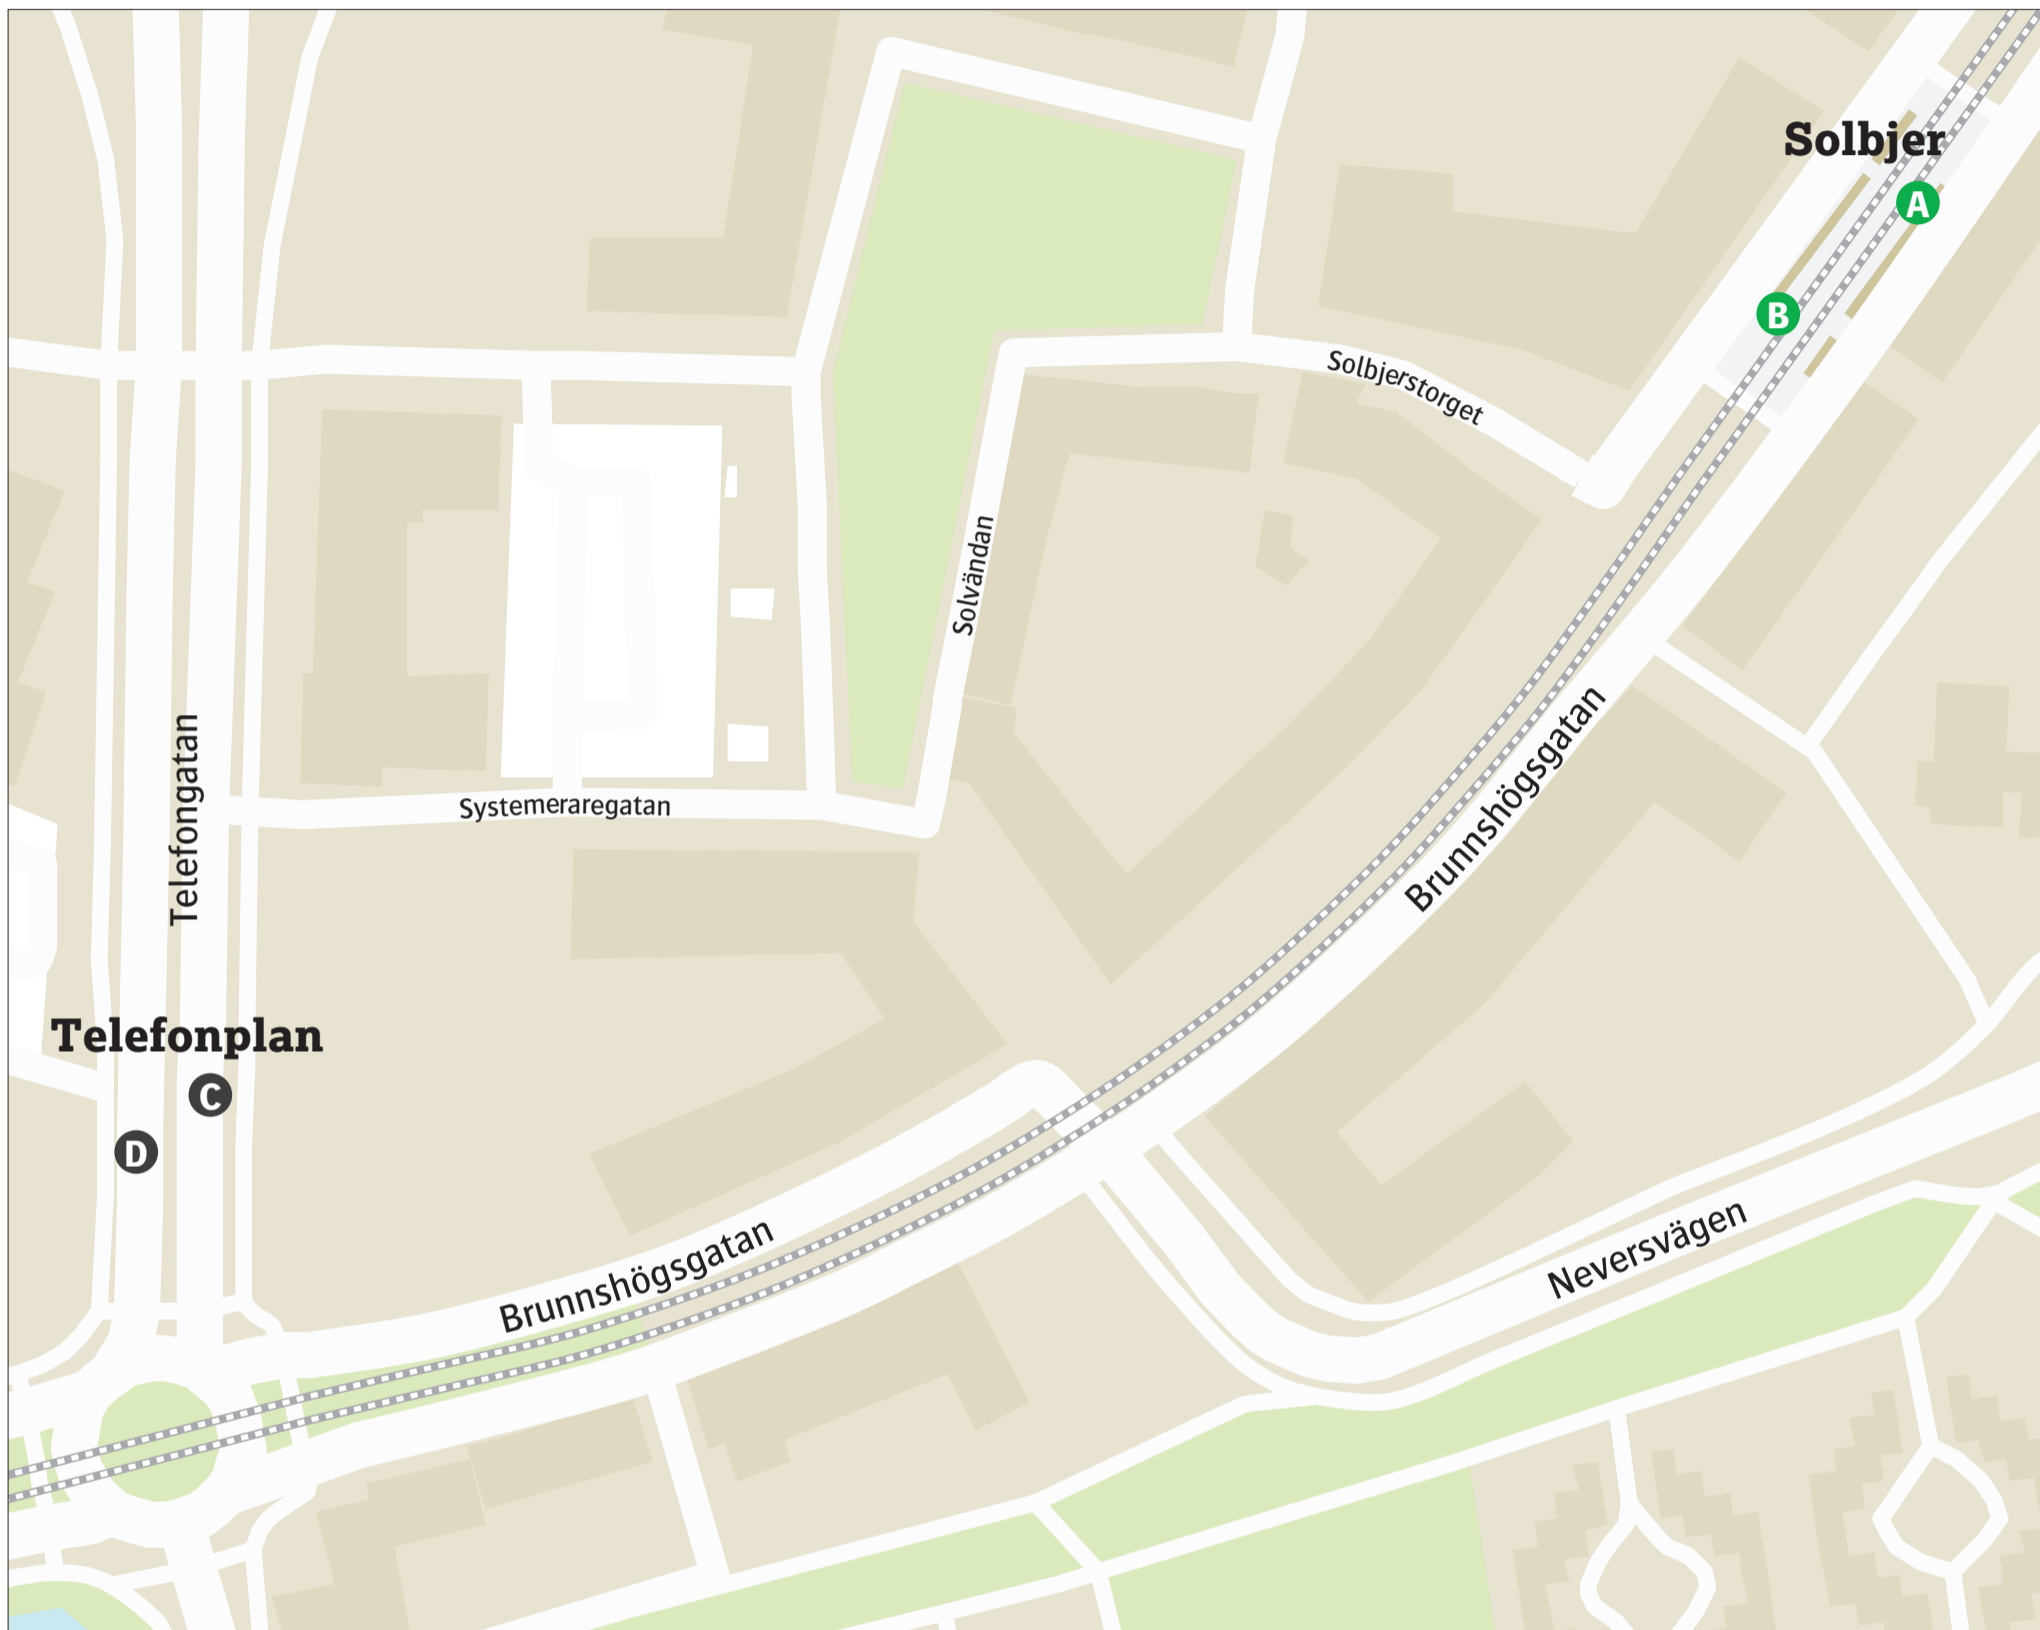 Solbjer
A
B
Solbjerstorget
Solvändan
Brunnshögsgatan
Telefongatan
Systemeraregatan
Telefonplan
C
D
Brunnshögsgatan
Neversvägen